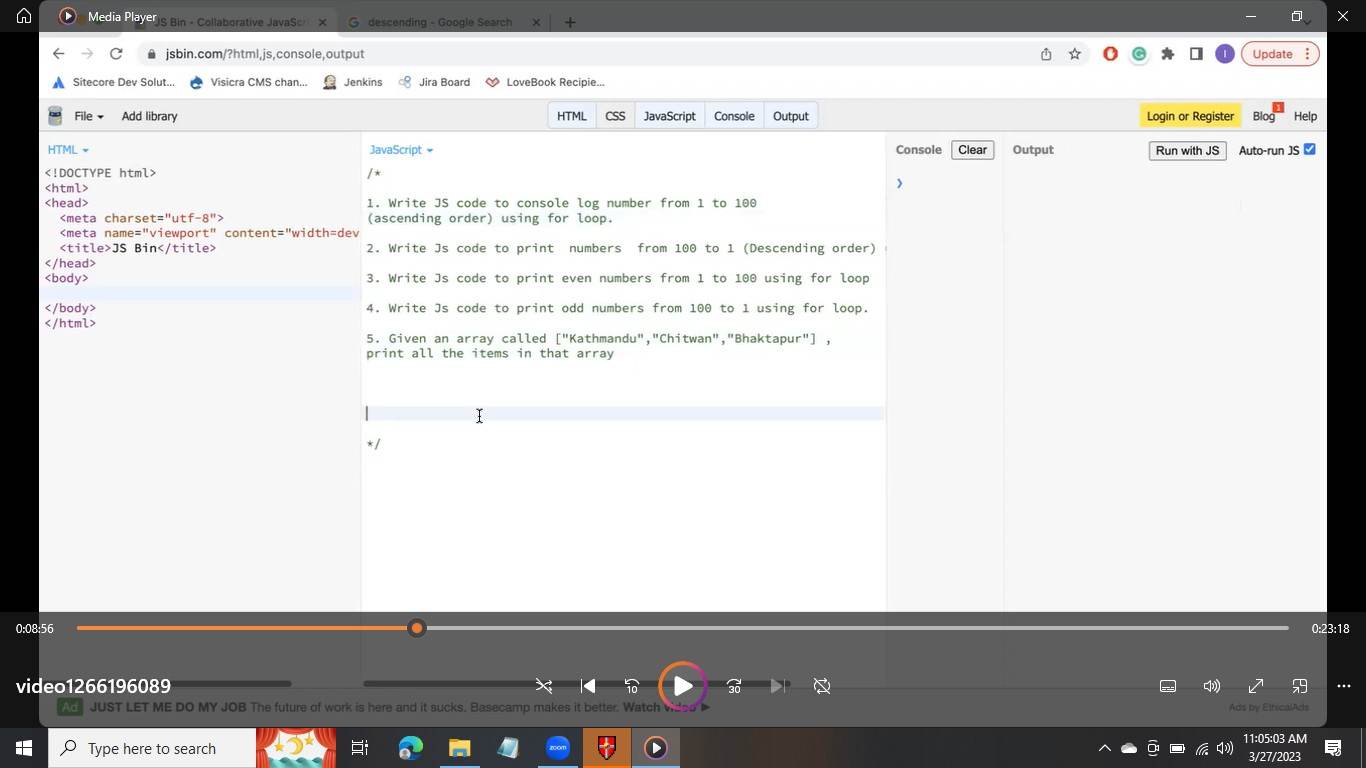 Media Player
JS Bin - Collaborative JavaScr
descending - Google Search
jsbin.com/?html,js,console,output
Update
Sitecore Dev Solut...
Visicra CMS chan...
Jenkins
Jira Board
LoveBook Recipie...
File
Add library
HTML
CSS
JavaScript
Console
Output
Login or Register
Blog
1
Help
HTML
<!DOCTYPE html>
<html>
<head>
<meta charset="utf-8">
<meta name="viewport" content="width=dev
<title>JS Bin</title>
</head>
<body>
</body>
</html>
JavaScript
/*
1. Write JS code to console log number from 1 to 100
(ascending order) using for loop.
2. Write Js code to print  numbers  from 100 to 1 (Descending order)
3. Write Js code to print even numbers from 1 to 100 using for loop
4. Write Js code to print odd numbers from 100 to 1 using for loop.
5. Given an array called ["Kathmandu","Chitwan","Bhaktapur"] ,
print all the items in that array
*/
Console
Clear
Output
Run with JS
Auto-run JS
I
0:08:56
0:23:18
video1266196089
10
30
Ad
JUST LET ME DO MY JOB The future of work is here and it sucks. Basecamp makes it better. Watch video
Ads by EthicalAds
Type here to search
zoom
11:05:03 AM
3/27/2023